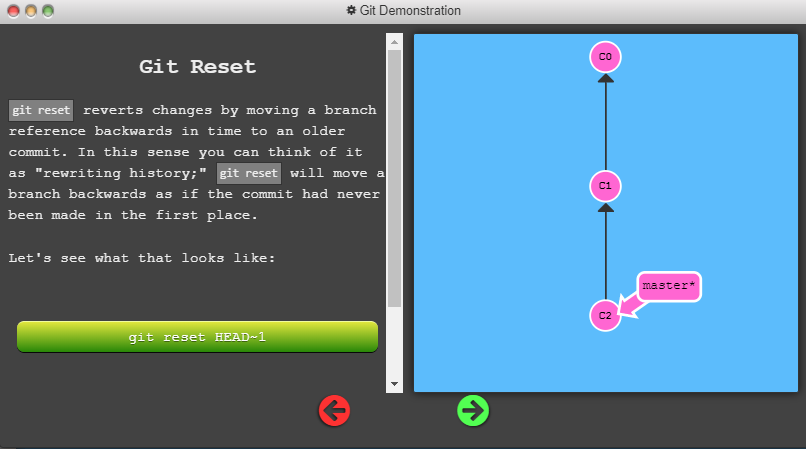 Git Demonstration
Git Reset
git reset reverts changes by moving a branch
reference backwards in time to an older
commit. In this sense you can think of it
as "rewriting history;" git reset will move a
branch backwards as if the commit had never
been made in the first place.
Let's see what that looks like:
git reset HEAD~1
C0
C1
master*
C2